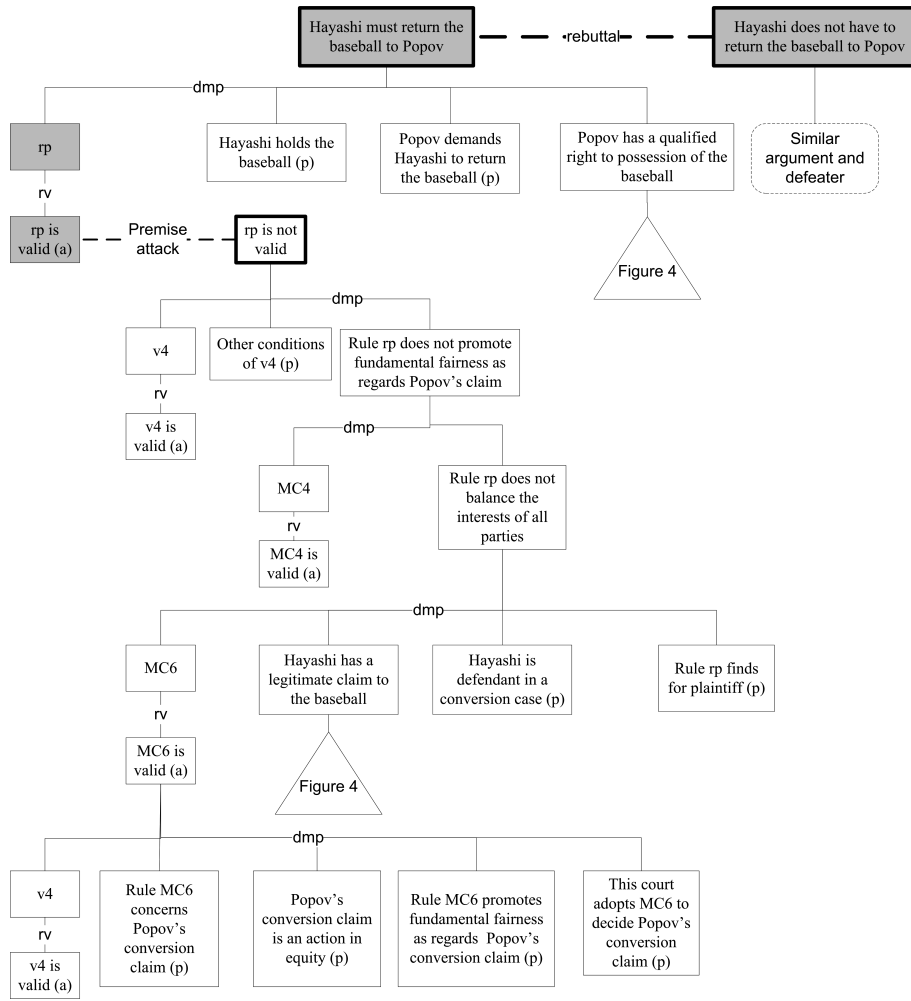 Hayashi must return the
baseball to Popov
rebuttal
Hayashi does not have to
return the baseball to Popov
dmp
rp
Hayashi holds the
baseball (p)
Popov demands
Hayashi to return
the baseball (p)
Popov has a qualified
right to possession of the
baseball
Similar
argument and
defeater
rv
rp is
valid (a)
Premise
attack
rp is not
valid
Figure 4
dmp
v4
Other conditions
of v4 (p)
Rule rp does not promote
fundamental fairness as
regards Popov's claim
rv
v4 is
valid (a)
dmp
MC4
Rule rp does not
balance the
interests of all
parties
rv
MC4 is
valid (a)
dmp
MC6
Hayashi has a
legitimate claim to
the baseball
Hayashi is
defendant in a
conversion case (p)
Rule rp finds
for plaintiff (p)
rv
MC6 is
valid (a)
Figure 4
dmp
v4
Rule MC6
concerns
Popov's
conversion
claim (p)
Popov's
conversion claim
is an action in
equity (p)
Rule MC6 promotes
fundamental fairness
as regards  Popov's
conversion claim (p)
This court
adopts MC6 to
decide Popov's
conversion
claim (p)
rv
v4 is
valid (a)